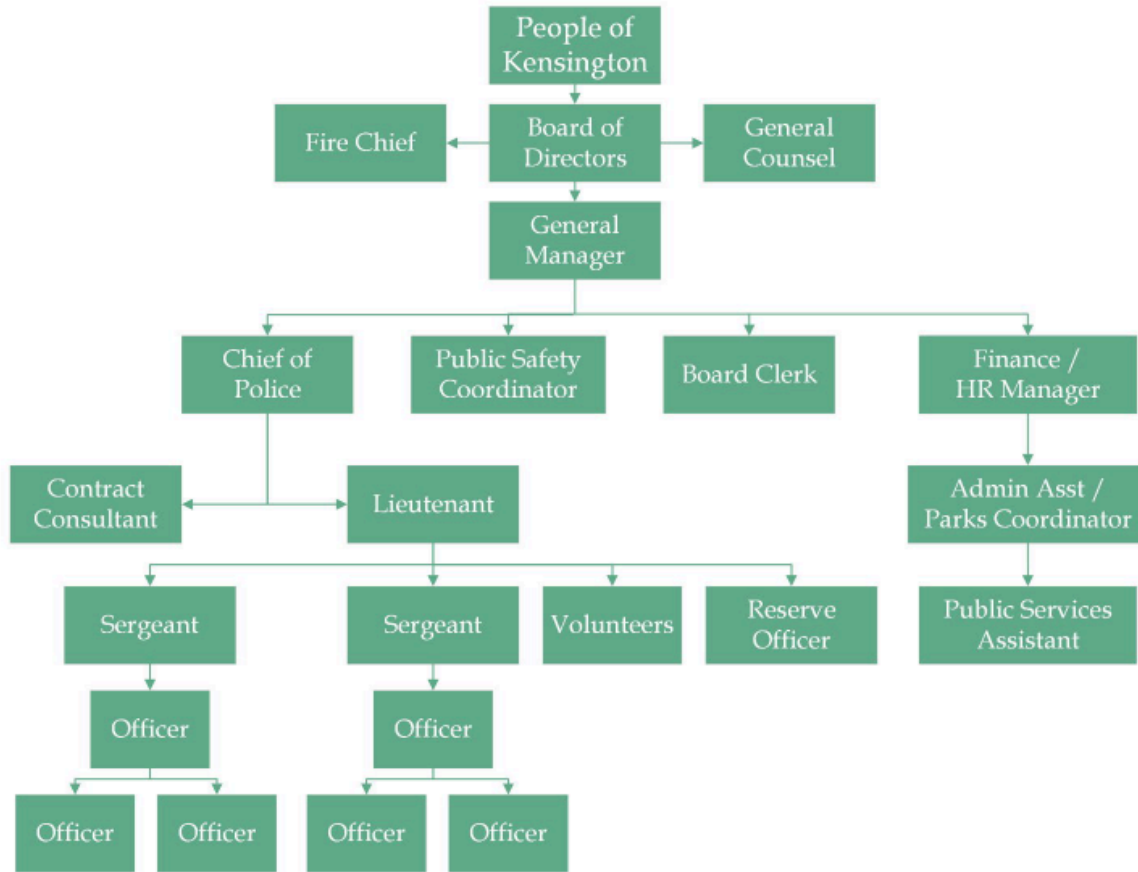 People of
Kensington
Fire Chief
Board of
Directors
General
Counsel
General
Manager
Chief of
Police
Public Safety
Coordinator
Board Clerk
Finance /
HR Manager
Contract
Consultant
Lieutenant
Admin Asst /
Parks Coordinator
Sergeant
Sergeant
Volunteers
Reserve
Officer
Public Services
Assistant
Officer
Officer
Officer
Officer
Officer
Officer